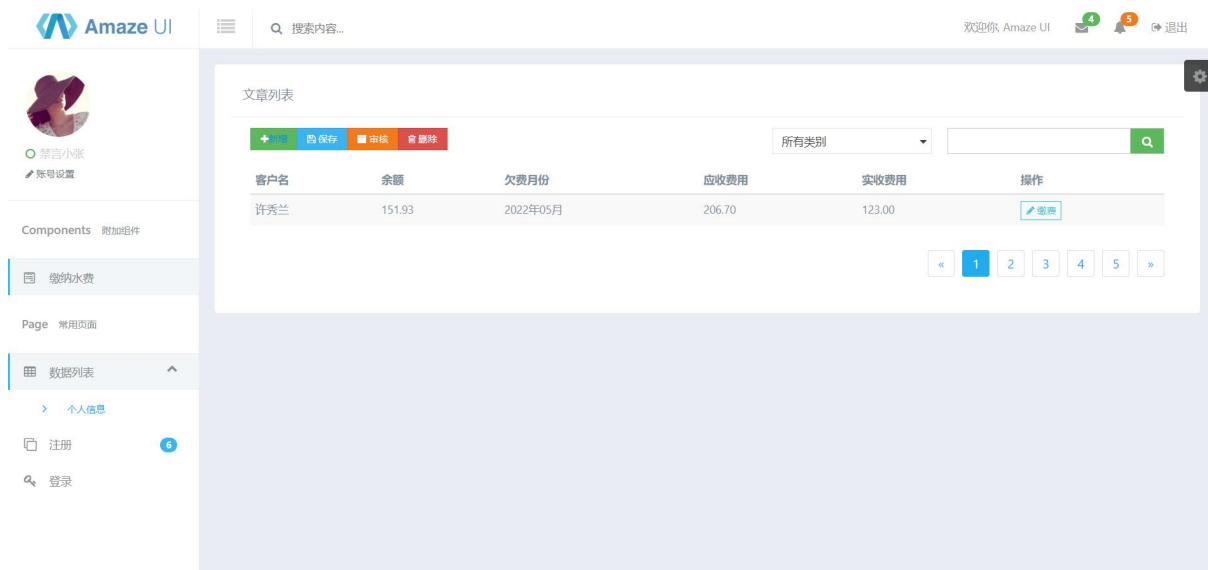 Amaze UI
搜索内容...
欢迎你, Amaze UI
4
5
退出
禁言小张
账号设置
Components 附加组件
缴纳水费
Page 常用页面
数据列表
个人信息
注册 6
登录
文章列表
新增 保存 审核 删除
所有类别
客户名 余额 欠费月份 应收费用 实收费用 操作
许秀兰 151.93 2022年05月 206.70 123.00 缴费
« 1 2 3 4 5 »